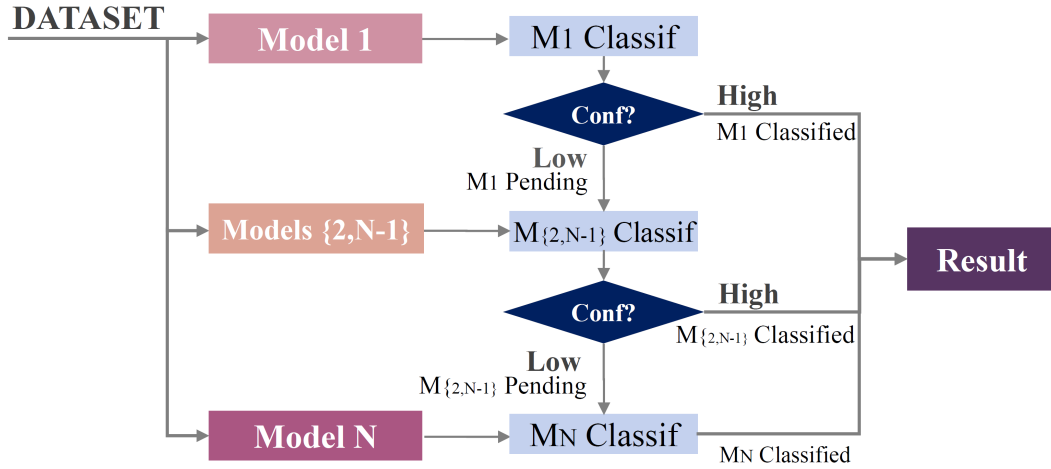 DATASET
Model 1
M1 Classif
Conf?
High
M1 Classified
Low
M1 Pending
Models {2,N-1}
M{2,N-1} Classif
Result
Conf?
High
M{2,N-1} Classified
Low
M{2,N-1} Pending
Model N
MN Classif
MN Classified